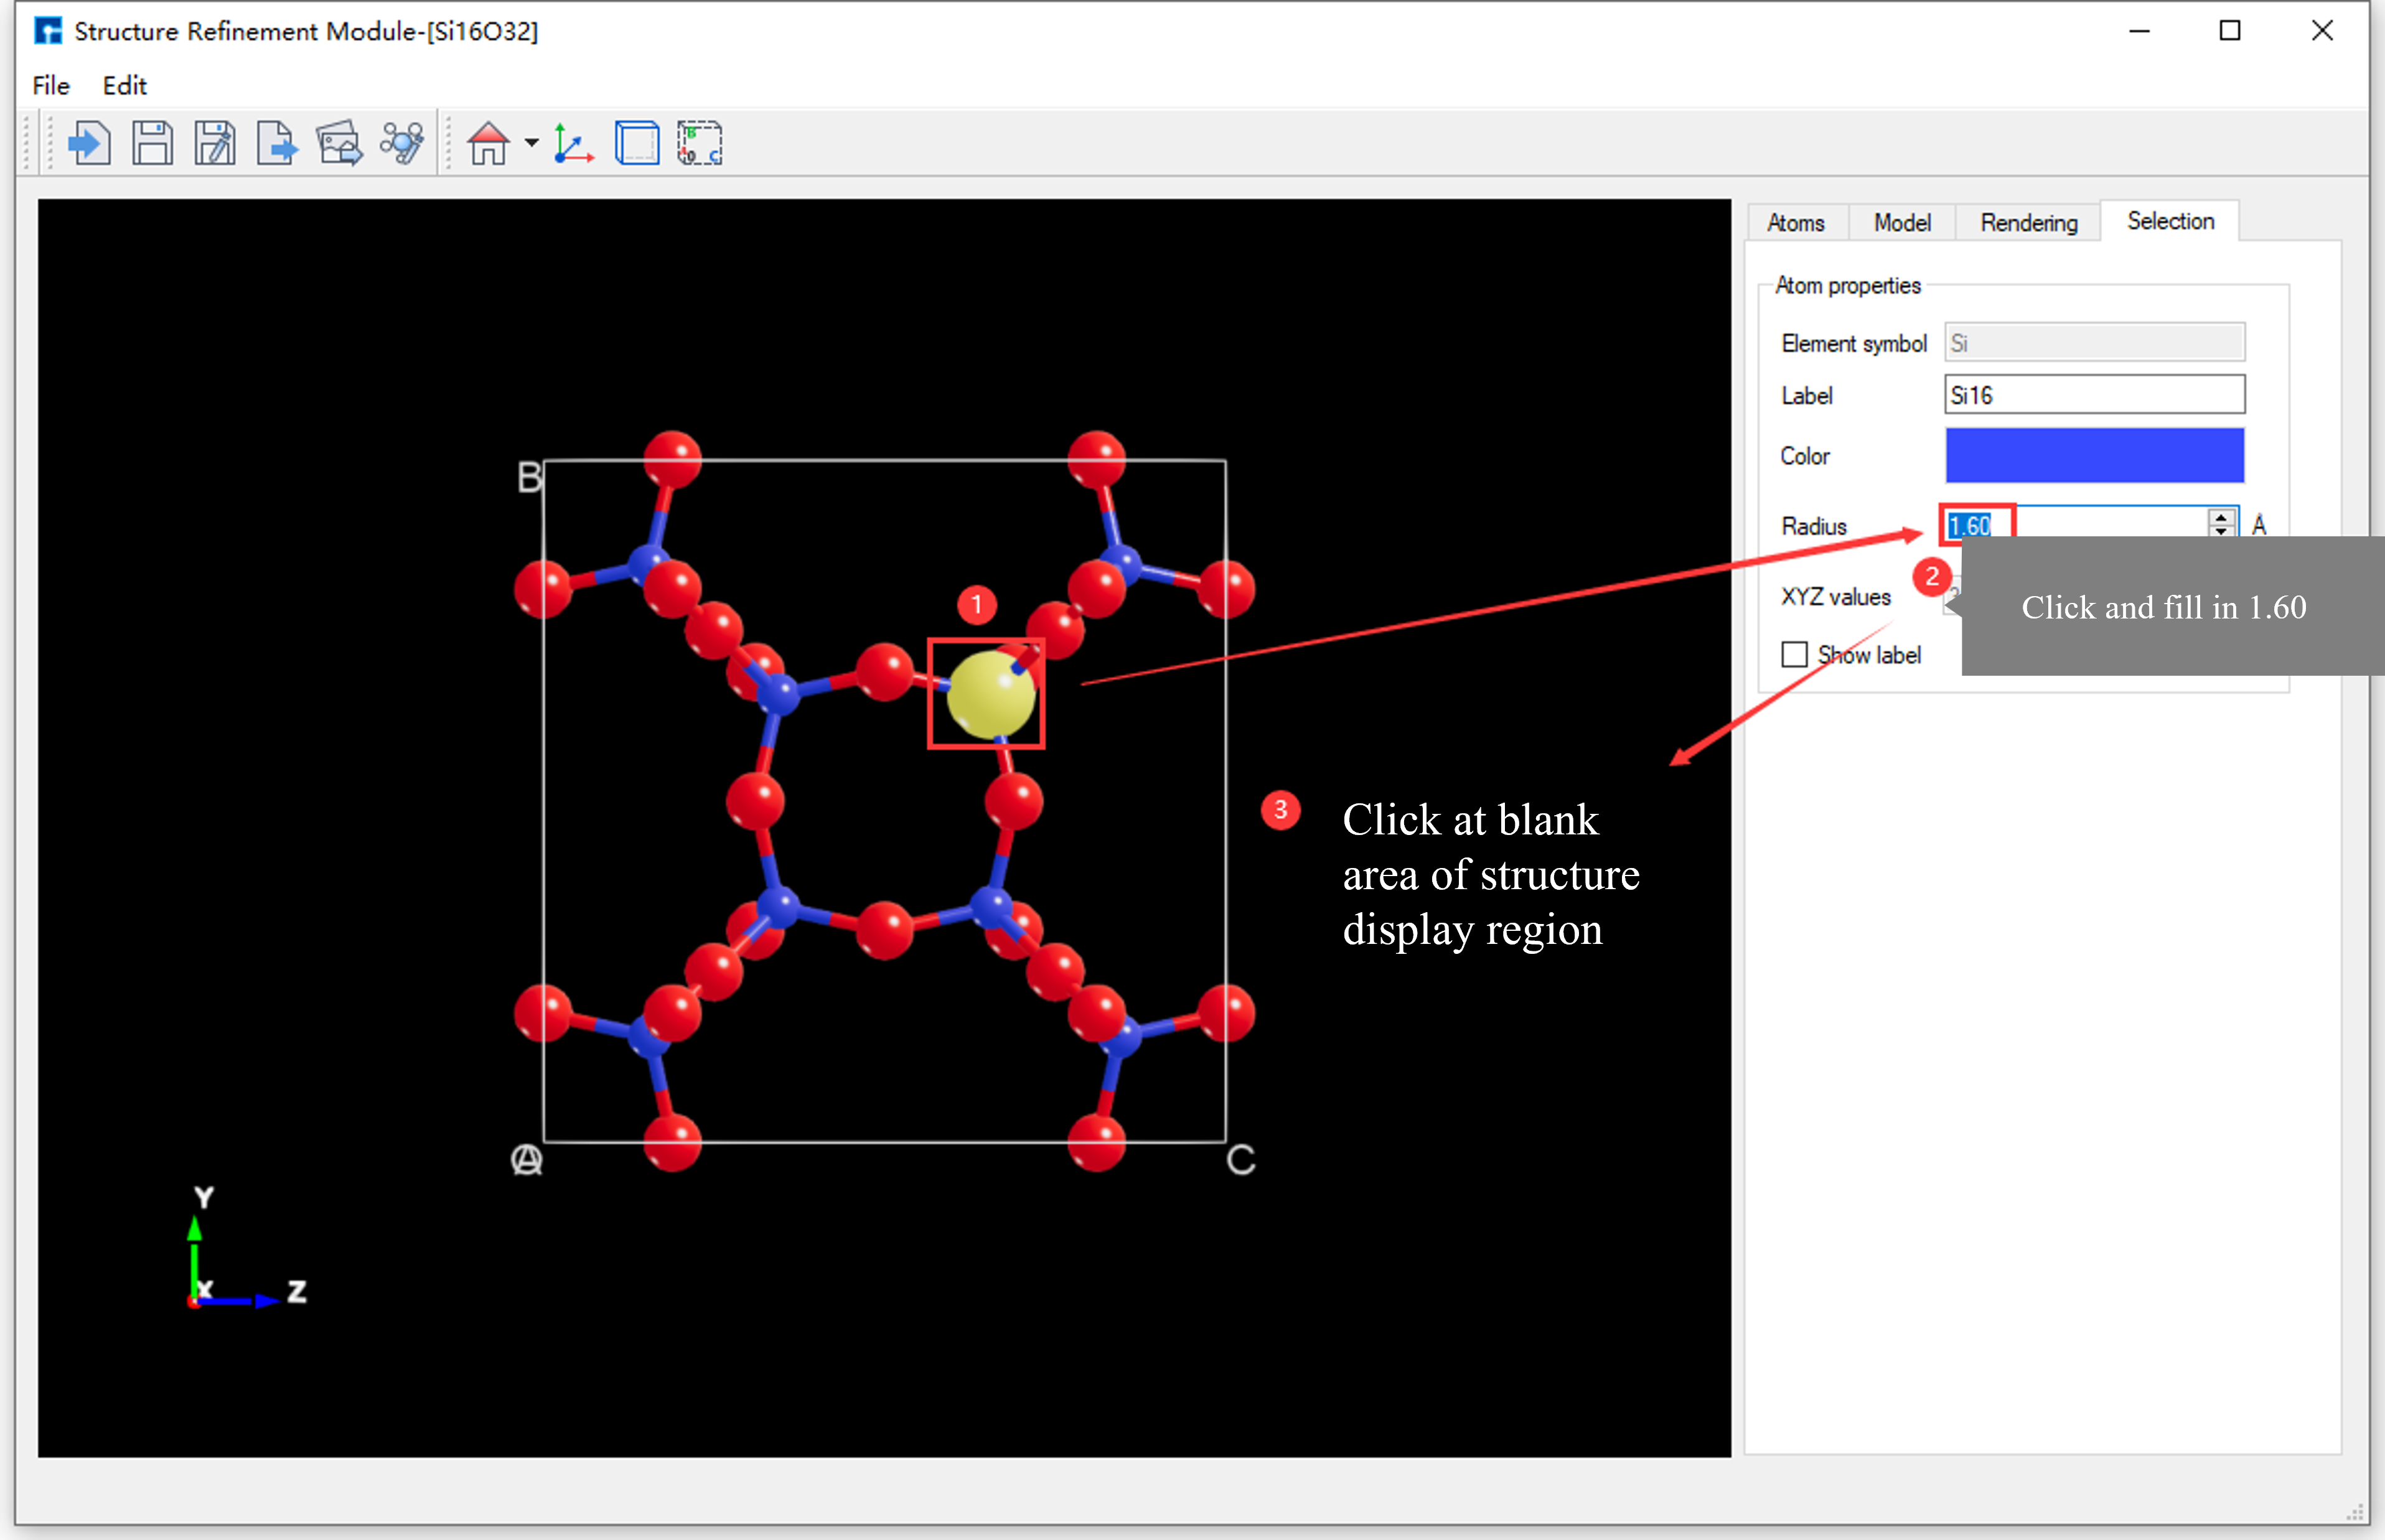 Structure Refinement Module-[Si16O32]
File Edit
B
O C
Atoms Model Rendering Selection
Atom properties
Element symbol Si
Label Si16
Color
Radius 1.60 Å
XYZ values
Show label
1
2
Click and fill in 1.60
3
Click at blank
area of structure
display region
B
A
C
Y
X
Z